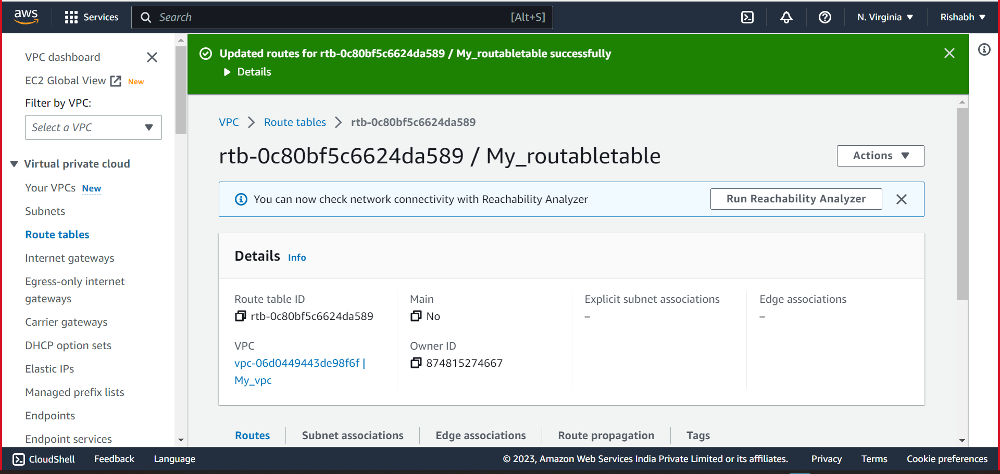 aws
Services
Search
[Alt+S]
N. Virginia
Rishabh
VPC dashboard
EC2 Global View New
Filter by VPC:
Select a VPC
Virtual private cloud
Your VPCs New
Subnets
Route tables
Internet gateways
Egress-only internet
gateways
Carrier gateways
DHCP option sets
Elastic IPs
Managed prefix lists
Endpoints
Endpoint services
Updated routes for rtb-0c80bf5c6624da589 / My_routabletable successfully
Details
VPC
Route tables
rtb-0c80bf5c6624da589
rtb-0c80bf5c6624da589 / My_routabletable
Actions
You can now check network connectivity with Reachability Analyzer
Run Reachability Analyzer
Details Info
Route table ID
rtb-0c80bf5c6624da589
Main
No
Explicit subnet associations
–
Edge associations
–
VPC
vpc-06d0449443de98f6f |
My_vpc
Owner ID
874815274667
Routes
Subnet associations
Edge associations
Route propagation
Tags
CloudShell
Feedback
Language
© 2023, Amazon Web Services India Private Limited or its affiliates.
Privacy
Terms
Cookie preferences